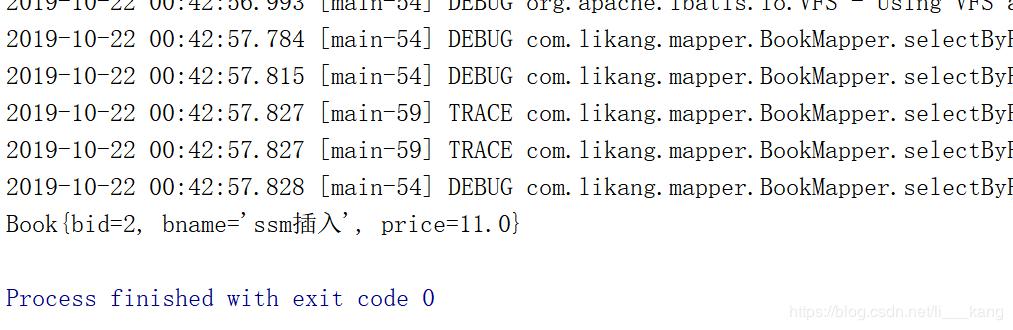 2019-10-22 00:42:56.993 [main-54] DEBUG org.apache.ibatis.io.VFS - Using VFS a
2019-10-22 00:42:57.784 [main-54] DEBUG com.likang.mapper.BookMapper.selectByP
2019-10-22 00:42:57.815 [main-54] DEBUG com.likang.mapper.BookMapper.selectByP
2019-10-22 00:42:57.827 [main-59] TRACE com.likang.mapper.BookMapper.selectByP
2019-10-22 00:42:57.827 [main-59] TRACE com.likang.mapper.BookMapper.selectByP
2019-10-22 00:42:57.828 [main-54] DEBUG com.likang.mapper.BookMapper.selectByP
Book{bid=2, bname='ssm插入', price=11.0}
Process finished with exit code 0
https://blog.csdn.net/li___kang